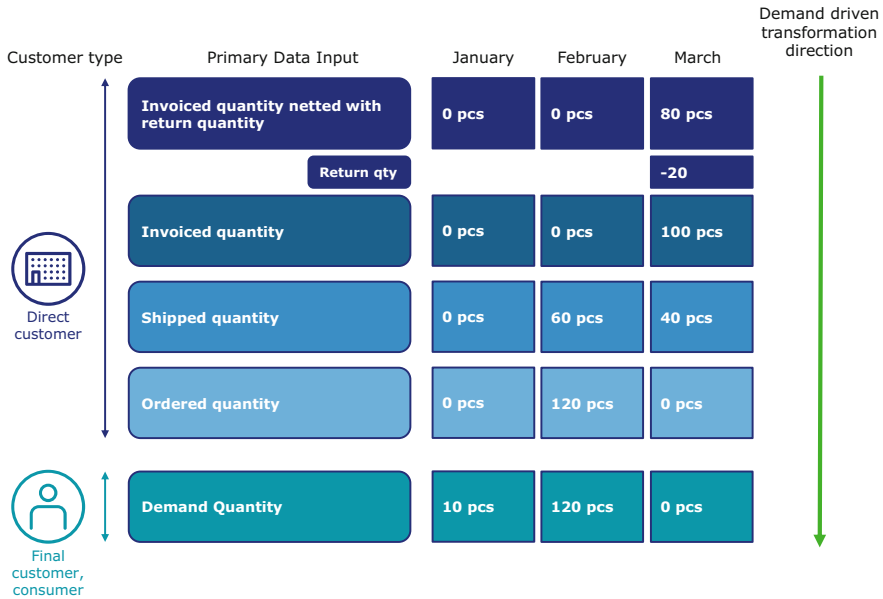 Demand driven
transformation
direction
Customer type
Primary Data Input
January
February
March
Invoiced quantity netted with
return quantity
0 pcs
0 pcs
80 pcs
Return qty
-20
Invoiced quantity
0 pcs
0 pcs
100 pcs
Direct
customer
Shipped quantity
0 pcs
60 pcs
40 pcs
Ordered quantity
0 pcs
120 pcs
0 pcs
Demand Quantity
10 pcs
120 pcs
0 pcs
Final
customer,
consumer